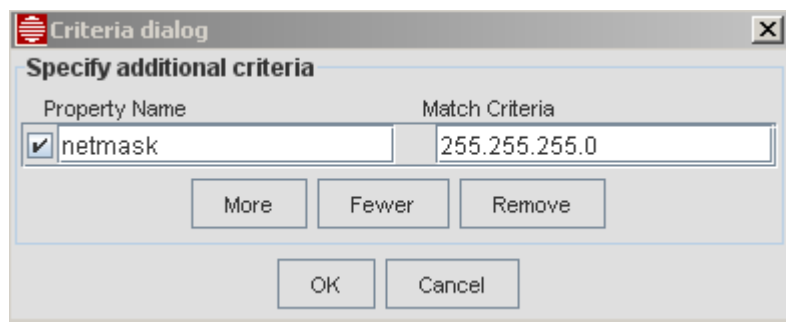 Criteria dialog
Specify additional criteria
Property Name Match Criteria
netmask 255.255.255.0
More Fewer Remove
OK Cancel